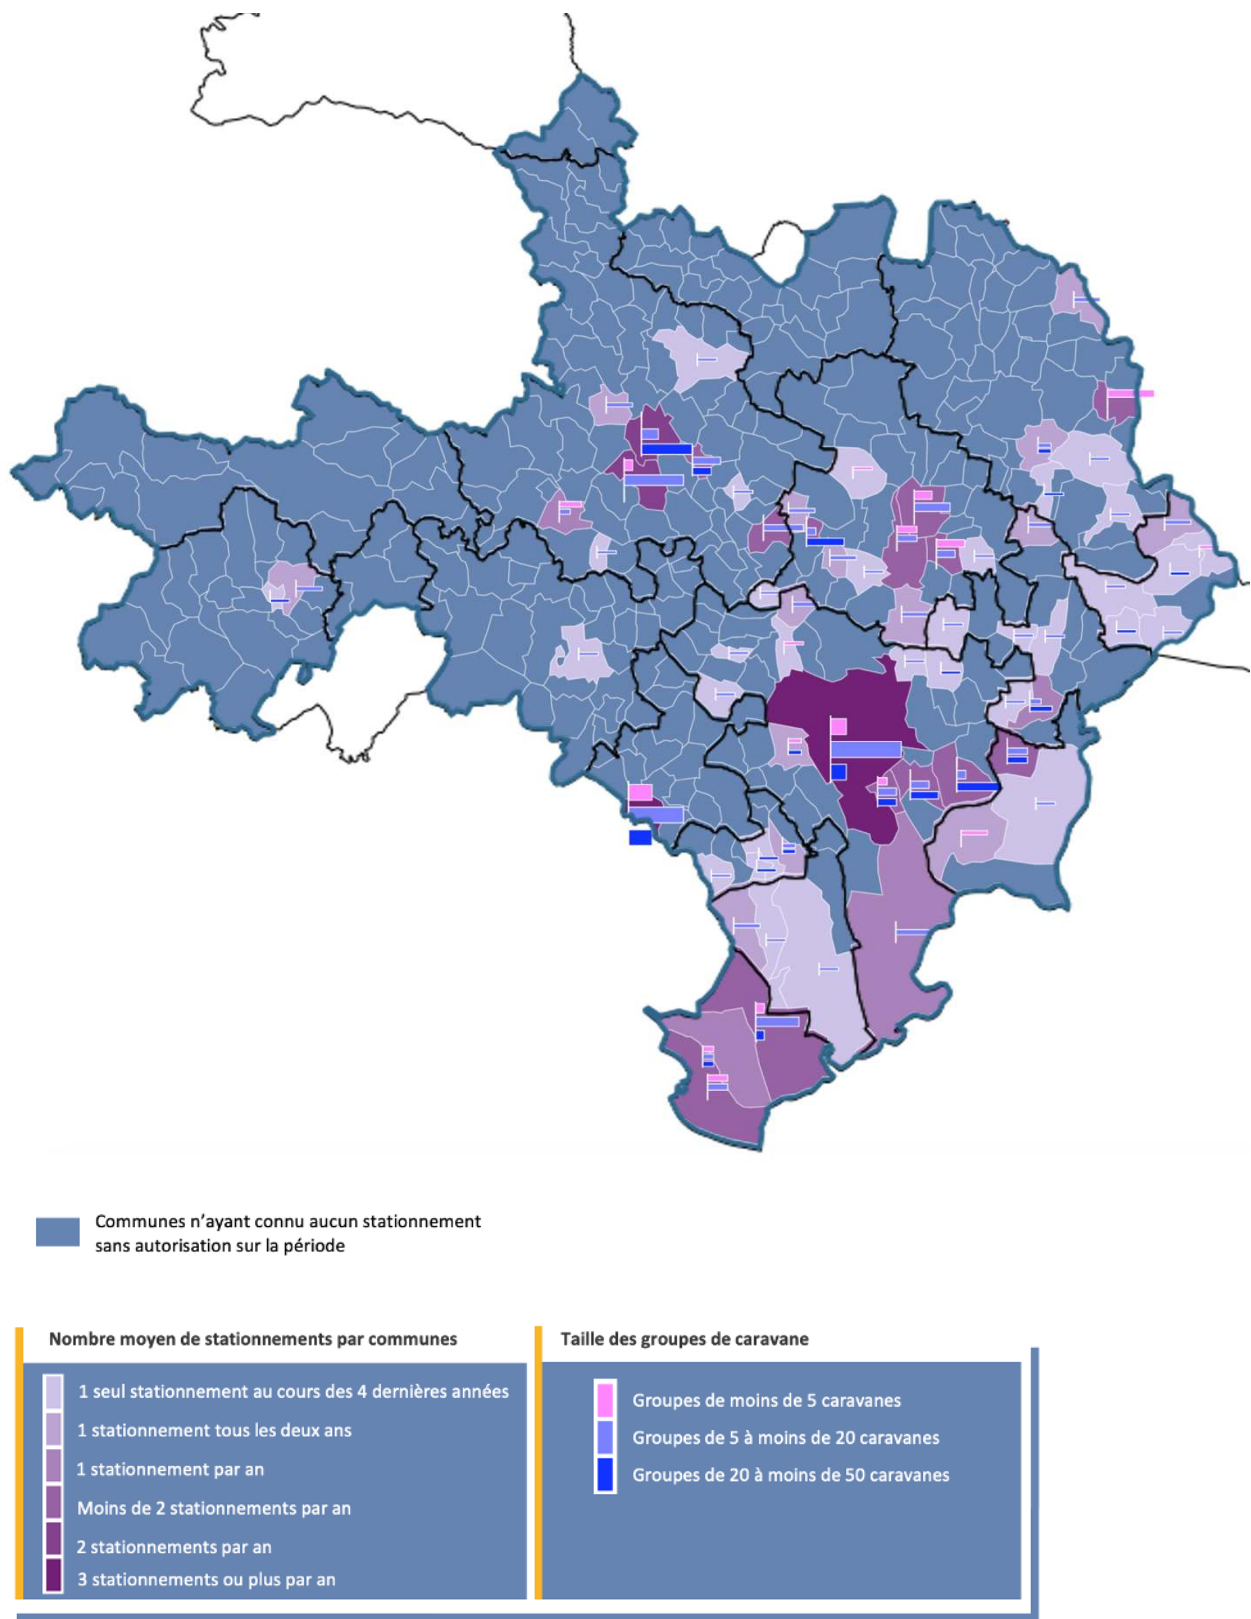 Communes n'ayant connu aucun stationnement
sans autorisation sur la période
Nombre moyen de stationnements par communes
1 seul stationnement au cours des 4 dernières années
1 stationnement tous les deux ans
1 stationnement par an
Moins de 2 stationnements par an
2 stationnements par an
3 stationnements ou plus par an
Taille des groupes de caravane
Groupes de moins de 5 caravanes
Groupes de 5 à moins de 20 caravanes
Groupes de 20 à moins de 50 caravanes